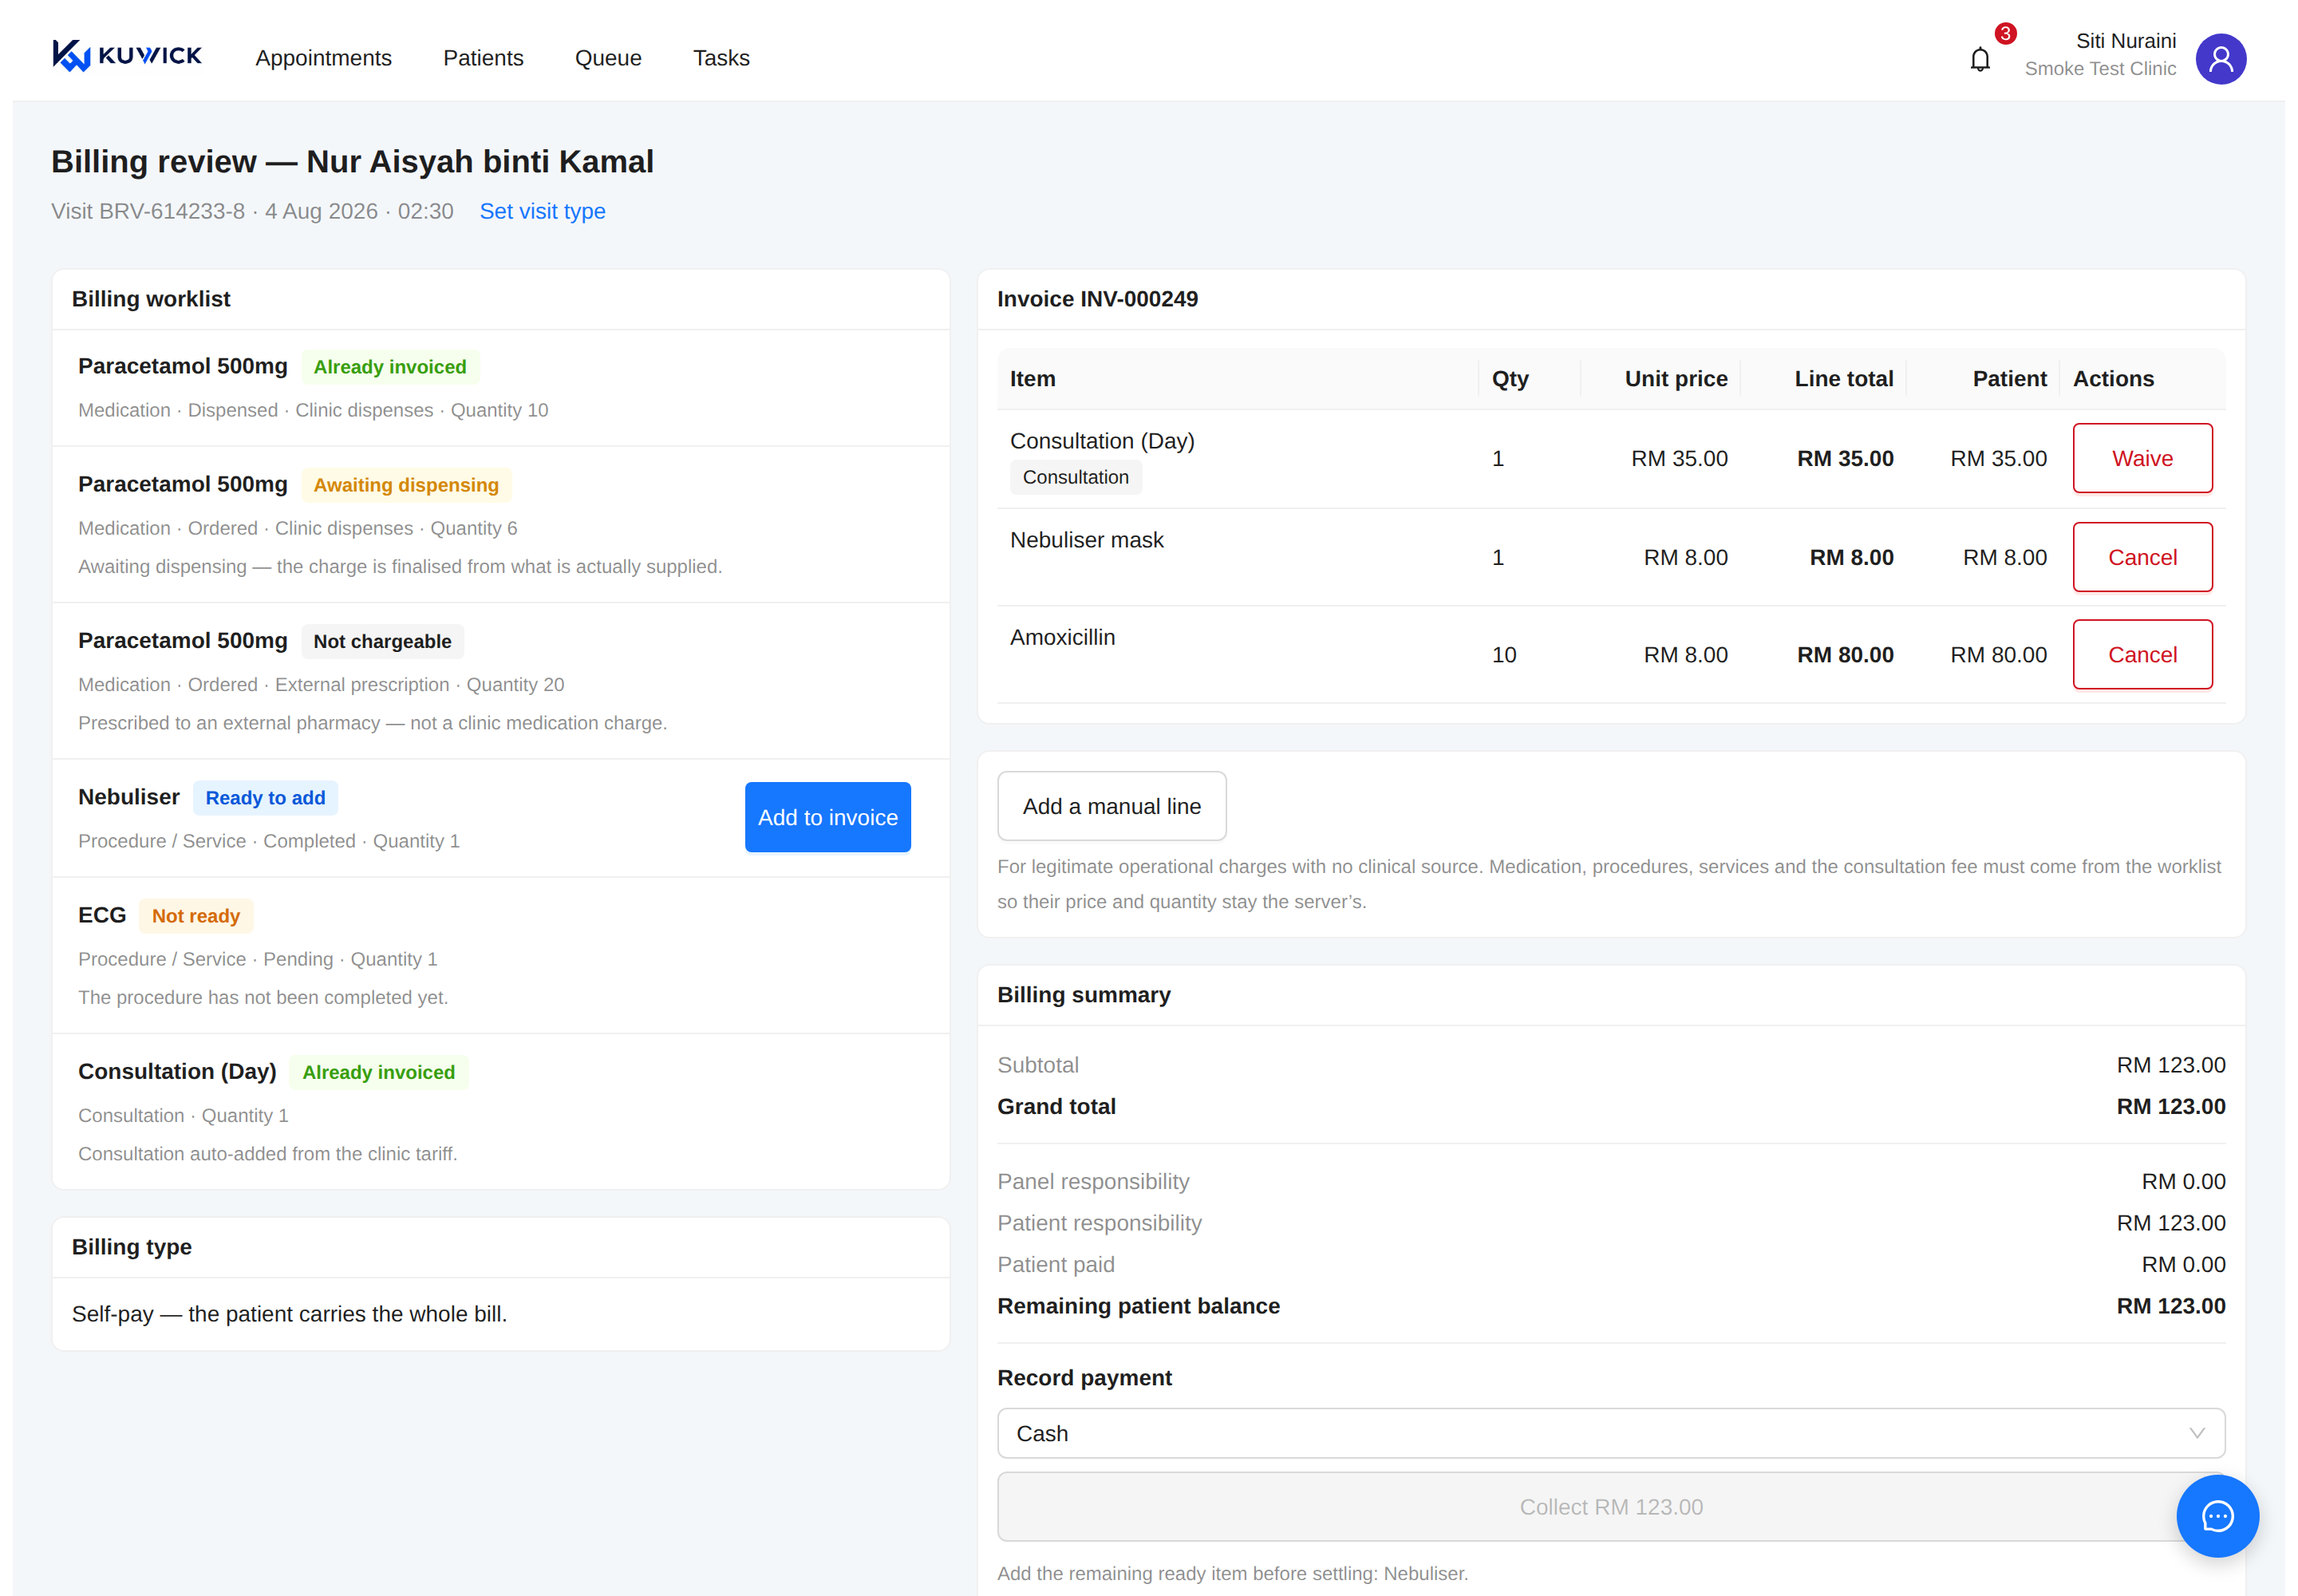 KUWICK
Appointments
Patients
Queue
Tasks
3
Siti Nuraini
Smoke Test Clinic
Billing review — Nur Aisyah binti Kamal
Visit BRV-614233-8 · 4 Aug 2026 · 02:30 Set visit type
Billing worklist
Paracetamol 500mg Already invoiced
Medication · Dispensed · Clinic dispenses · Quantity 10
Paracetamol 500mg Awaiting dispensing
Medication · Ordered · Clinic dispenses · Quantity 6
Awaiting dispensing — the charge is finalised from what is actually supplied.
Paracetamol 500mg Not chargeable
Medication · Ordered · External prescription · Quantity 20
Prescribed to an external pharmacy — not a clinic medication charge.
Nebuliser Ready to add
Procedure / Service · Completed · Quantity 1
Add to invoice
ECG Not ready
Procedure / Service · Pending · Quantity 1
The procedure has not been completed yet.
Consultation (Day) Already invoiced
Consultation · Quantity 1
Consultation auto-added from the clinic tariff.
Billing type
Self-pay — the patient carries the whole bill.
Invoice INV-000249
Item Qty Unit price Line total Patient Actions
Consultation (Day)
Consultation
1 RM 35.00 RM 35.00 RM 35.00 Waive
Nebuliser mask
1 RM 8.00 RM 8.00 RM 8.00 Cancel
Amoxicillin
10 RM 8.00 RM 80.00 RM 80.00 Cancel
Add a manual line
For legitimate operational charges with no clinical source. Medication, procedures, services and the consultation fee must come from the worklist
so their price and quantity stay the server’s.
Billing summary
Subtotal RM 123.00
Grand total RM 123.00
Panel responsibility RM 0.00
Patient responsibility RM 123.00
Patient paid RM 0.00
Remaining patient balance RM 123.00
Record payment
Cash
Collect RM 123.00
Add the remaining ready item before settling: Nebuliser.